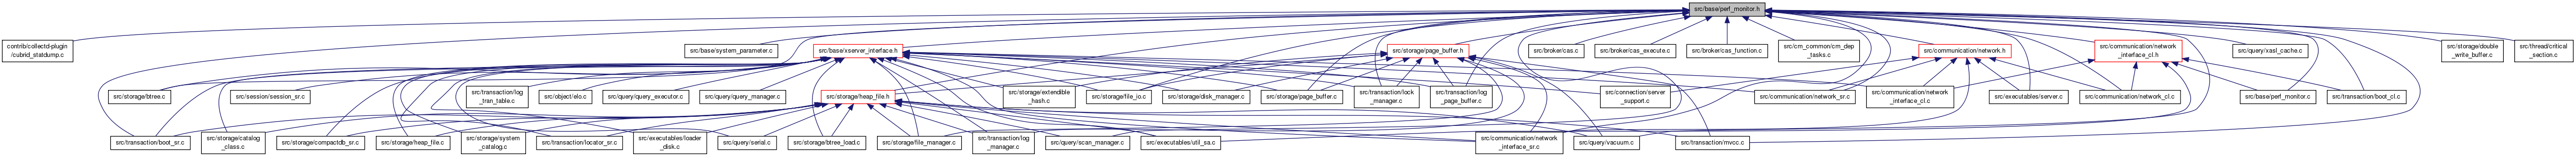 src/base/perf_monitor.h
contrib/collectd-plugin
/cubrid_statdump.c
src/base/system_parameter.c
src/base/xserver_interface.h
src/storage/page_buffer.h
src/broker/cas.c
src/broker/cas_execute.c
src/broker/cas_function.c
src/cm_common/cm_dep
_tasks.c
src/communication/network.h
src/communication/network
_interface_cl.h
src/query/xasl_cache.c
src/storage/double
_write_buffer.c
src/thread/critical
_section.c
src/storage/btree.c
src/session/session_sr.c
src/transaction/log
_tran_table.c
src/object/elo.c
src/query/query_executor.c
src/query/query_manager.c
src/storage/heap_file.h
src/storage/extendible
_hash.c
src/storage/file_io.c
src/storage/disk_manager.c
src/storage/page_buffer.c
src/transaction/lock
_manager.c
src/transaction/log
_page_buffer.c
src/connection/server
_support.c
src/communication/network_sr.c
src/communication/network
_interface_cl.c
src/executables/server.c
src/communication/network_cl.c
src/base/perf_monitor.c
src/transaction/boot_cl.c
src/transaction/boot_sr.c
src/storage/catalog
_class.c
src/storage/compactdb_sr.c
src/storage/heap_file.c
src/storage/system
_catalog.c
src/transaction/locator_sr.c
src/executables/loader
_disk.c
src/query/serial.c
src/storage/btree_load.c
src/storage/file_manager.c
src/transaction/log
_manager.c
src/query/scan_manager.c
src/executables/util_sa.c
src/communication/network
_interface_sr.c
src/query/vacuum.c
src/transaction/mvcc.c